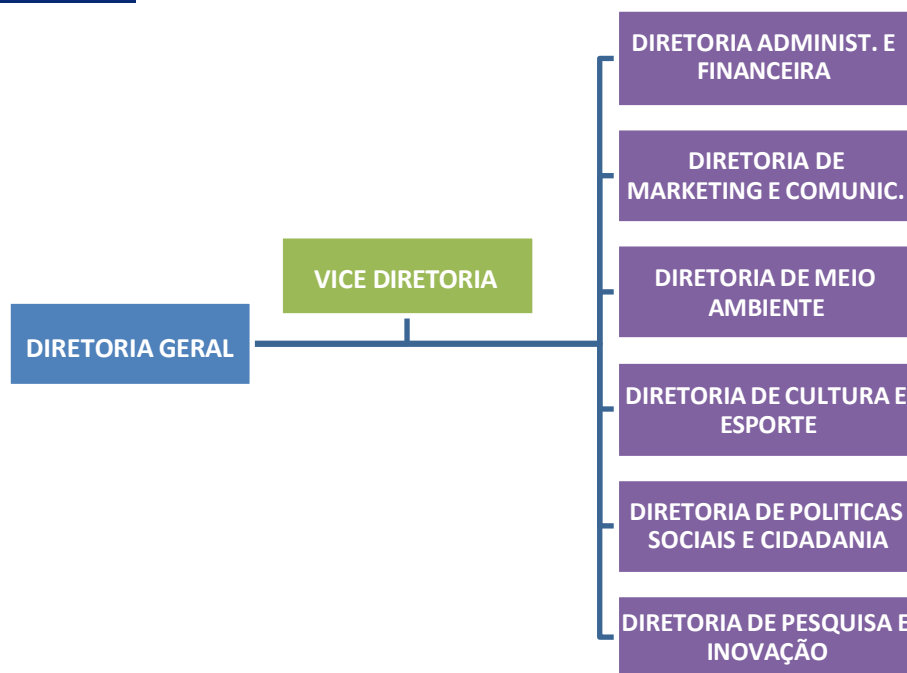 DIRETORIA GERAL
VICE DIRETORIA
DIRETORIA ADMINIST. E
FINANCEIRA
DIRETORIA DE
MARKETING E COMUNIC.
DIRETORIA DE MEIO
AMBIENTE
DIRETORIA DE CULTURA E
ESPORTE
DIRETORIA DE POLITICAS
SOCIAIS E CIDADANIA
DIRETORIA DE PESQUISA E
INOVAÇÃO